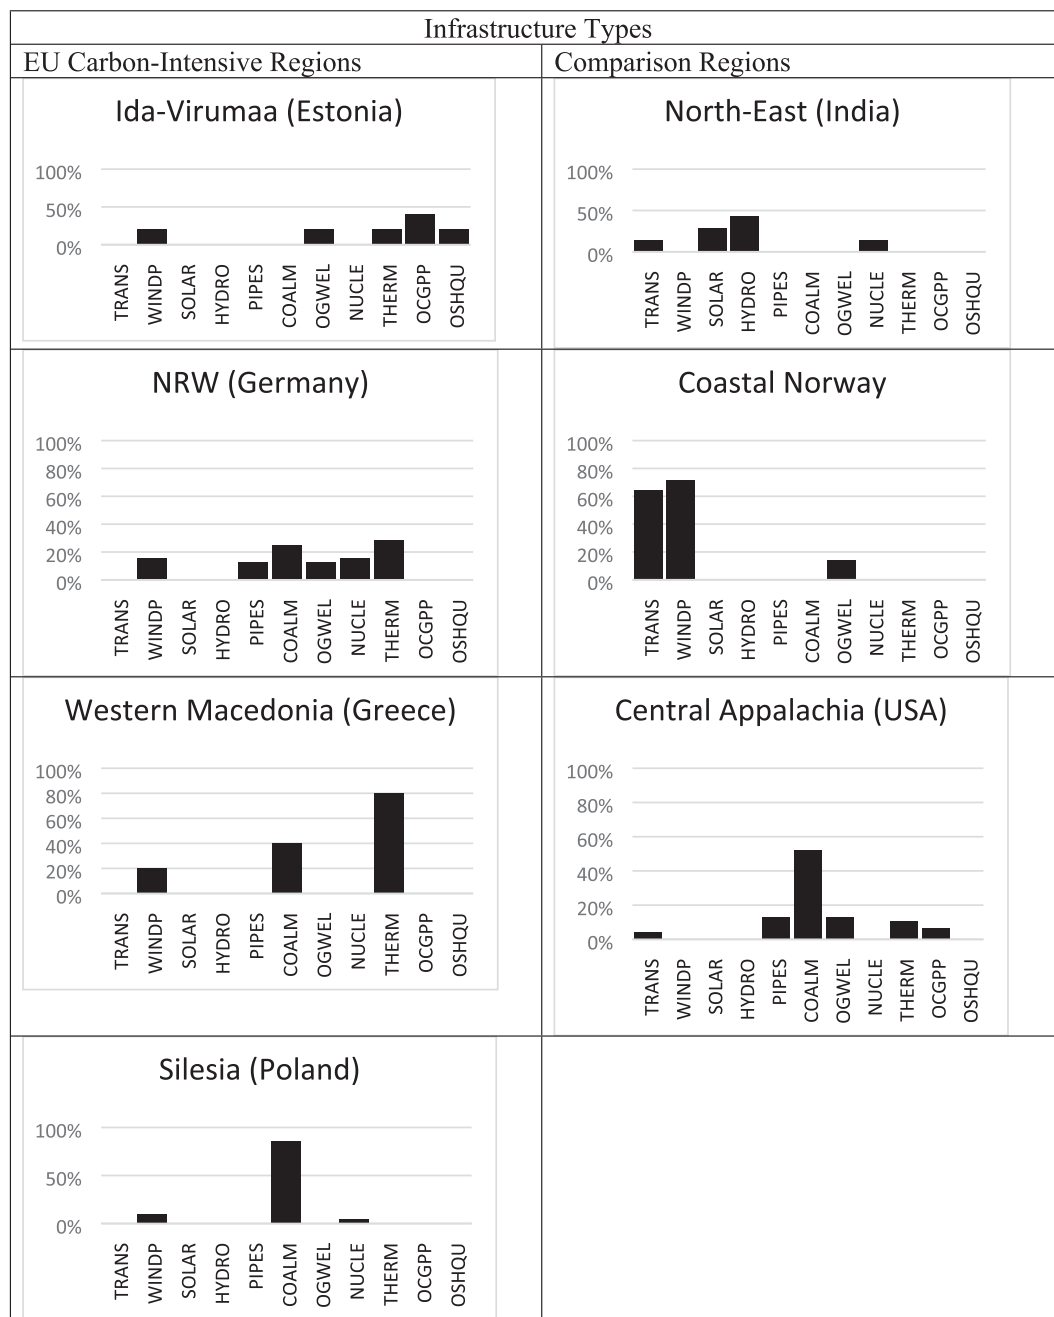 Infrastructure Types
EU Carbon-Intensive Regions
Comparison Regions
Ida-Virumaa (Estonia)
100%
50%
0%
TRANS
WINDP
SOLAR
HYDRO
PIPES
COALM
OGWEL
NUCLE
THERM
OCGPP
OSHQU
North-East (India)
100%
50%
0%
TRANS
WINDP
SOLAR
HYDRO
PIPES
COALM
OGWEL
NUCLE
THERM
OCGPP
OSHQU
NRW (Germany)
100%
80%
60%
40%
20%
0%
TRANS
WINDP
SOLAR
HYDRO
PIPES
COALM
OGWEL
NUCLE
THERM
OCGPP
OSHQU
Coastal Norway
100%
80%
60%
40%
20%
0%
TRANS
WINDP
SOLAR
HYDRO
PIPES
COALM
OGWEL
NUCLE
THERM
OCGPP
OSHQU
Western Macedonia (Greece)
100%
80%
60%
40%
20%
0%
TRANS
WINDP
SOLAR
HYDRO
PIPES
COALM
OGWEL
NUCLE
THERM
OCGPP
OSHQU
Central Appalachia (USA)
100%
80%
60%
40%
20%
0%
TRANS
WINDP
SOLAR
HYDRO
PIPES
COALM
OGWEL
NUCLE
THERM
OCGPP
OSHQU
Silesia (Poland)
100%
50%
0%
TRANS
WINDP
SOLAR
HYDRO
PIPES
COALM
OGWEL
NUCLE
THERM
OCGPP
OSHQU